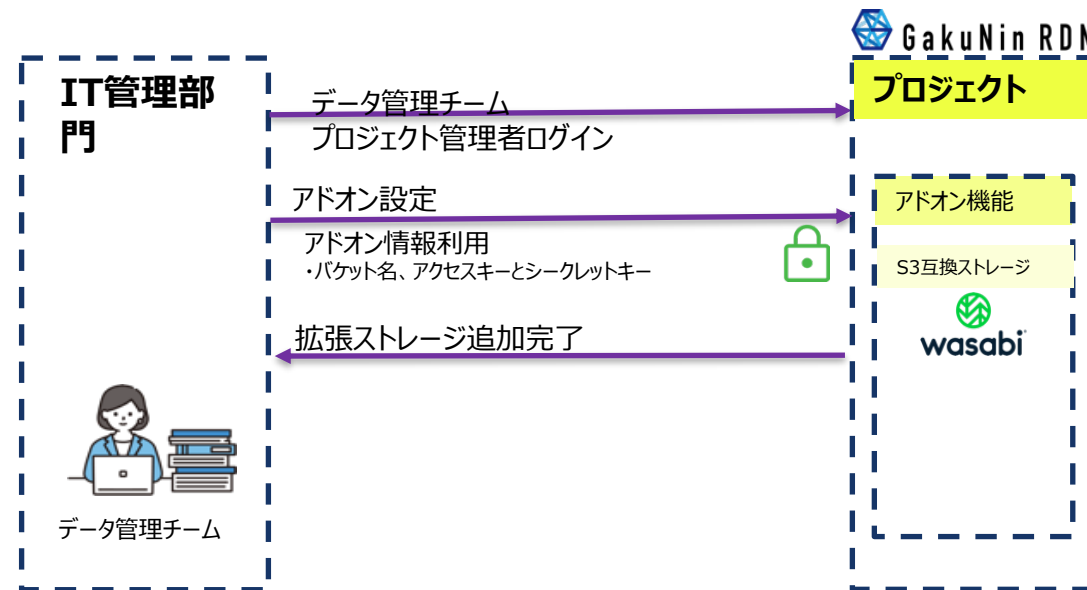 GakuNin RDM
IT管理部
門
プロジェクト
データ管理チーム
プロジェクト管理者ログイン
アドオン設定
アドオン機能
アドオン情報利用
・バケット名、アクセスキーとシークレットキー
S3互換ストレージ
wasabi
拡張ストレージ追加完了
データ管理チーム